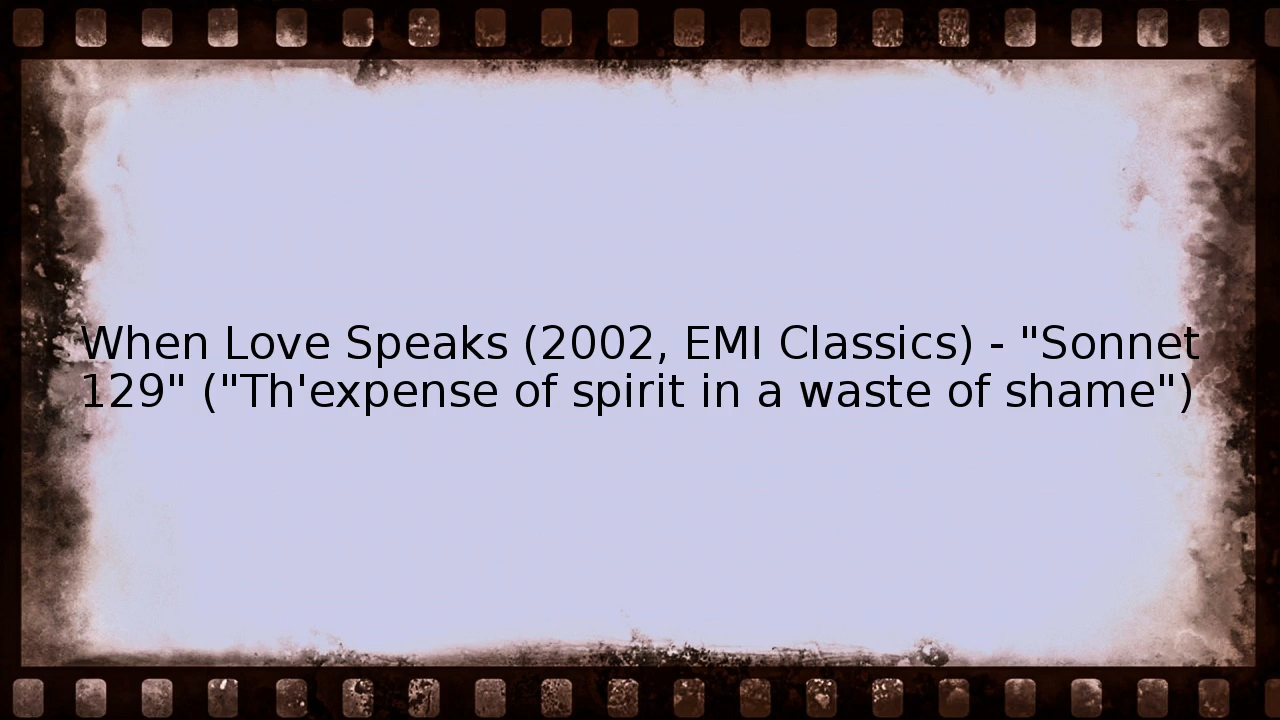 When Love Speaks (2002, EMI Classics) - "Sonnet
129" ("Th'expense of spirit in a waste of shame")